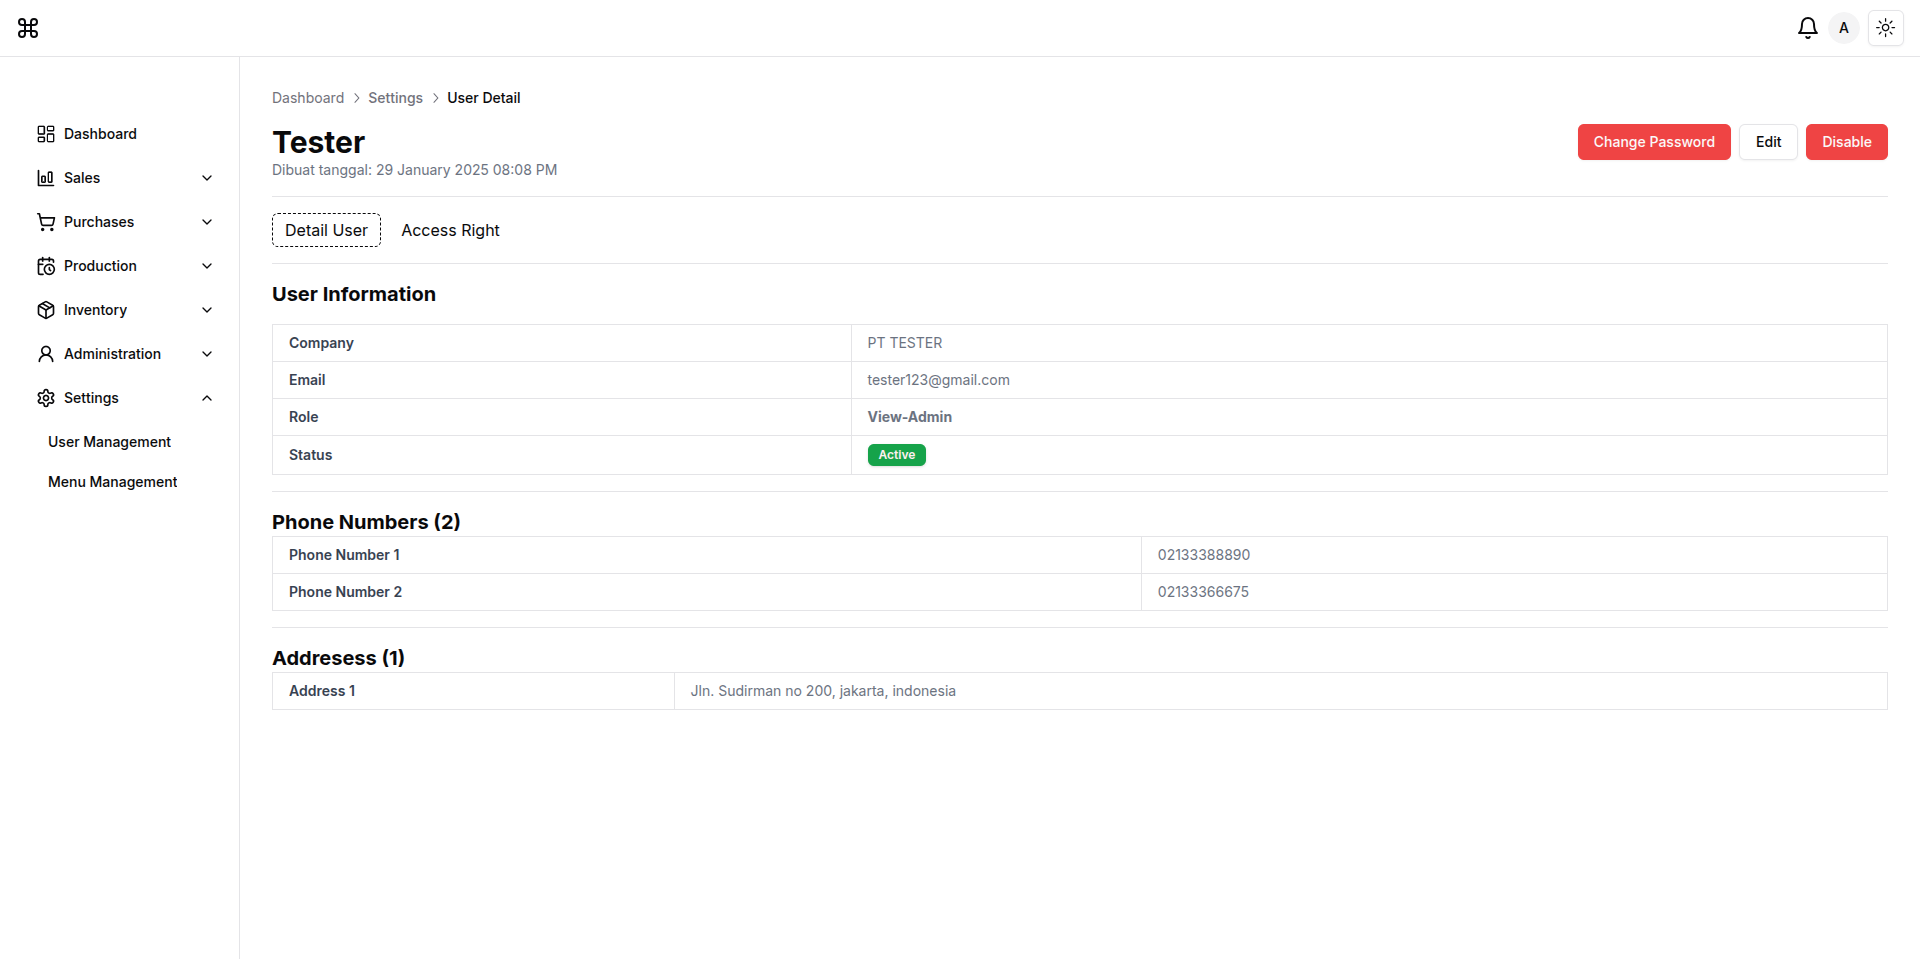 A
Dashboard
Sales
Purchases
Production
Inventory
Administration
Settings
User Management
Menu Management
Dashboard > Settings > User Detail
Tester
Dibuat tanggal: 29 January 2025 08:08 PM
Change Password Edit Disable
Detail User Access Right
User Information
Company PT TESTER
Email tester123@gmail.com
Role View-Admin
Status Active
Phone Numbers (2)
Phone Number 1 02133388890
Phone Number 2 02133366675
Addresess (1)
Address 1 Jln. Sudirman no 200, jakarta, indonesia